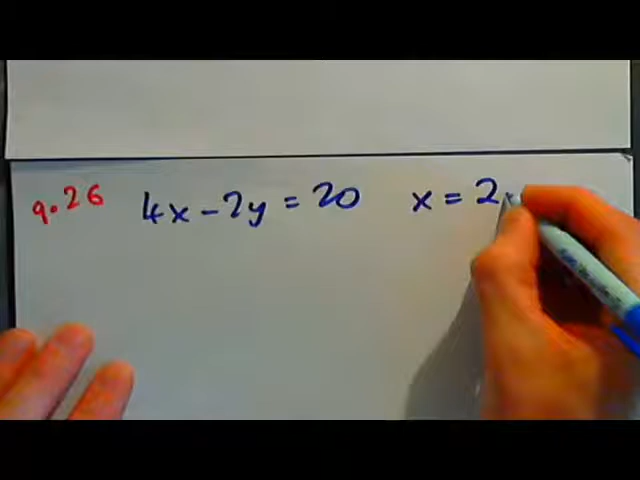 9.26 4x - 2y = 20 x = 2